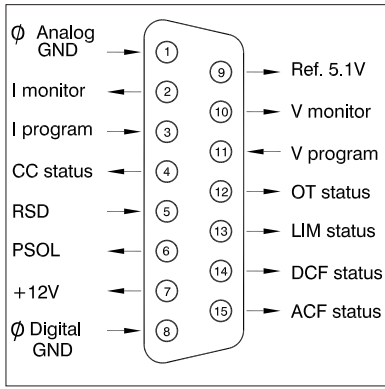 Ø Analog
GND
1
I monitor
2
I program
3
CC status
4
RSD
5
PSOL
6
+12V
7
Ø Digital
GND
8
9
Ref. 5.1V
10
V monitor
11
V program
12
OT status
13
LIM status
14
DCF status
15
ACF status